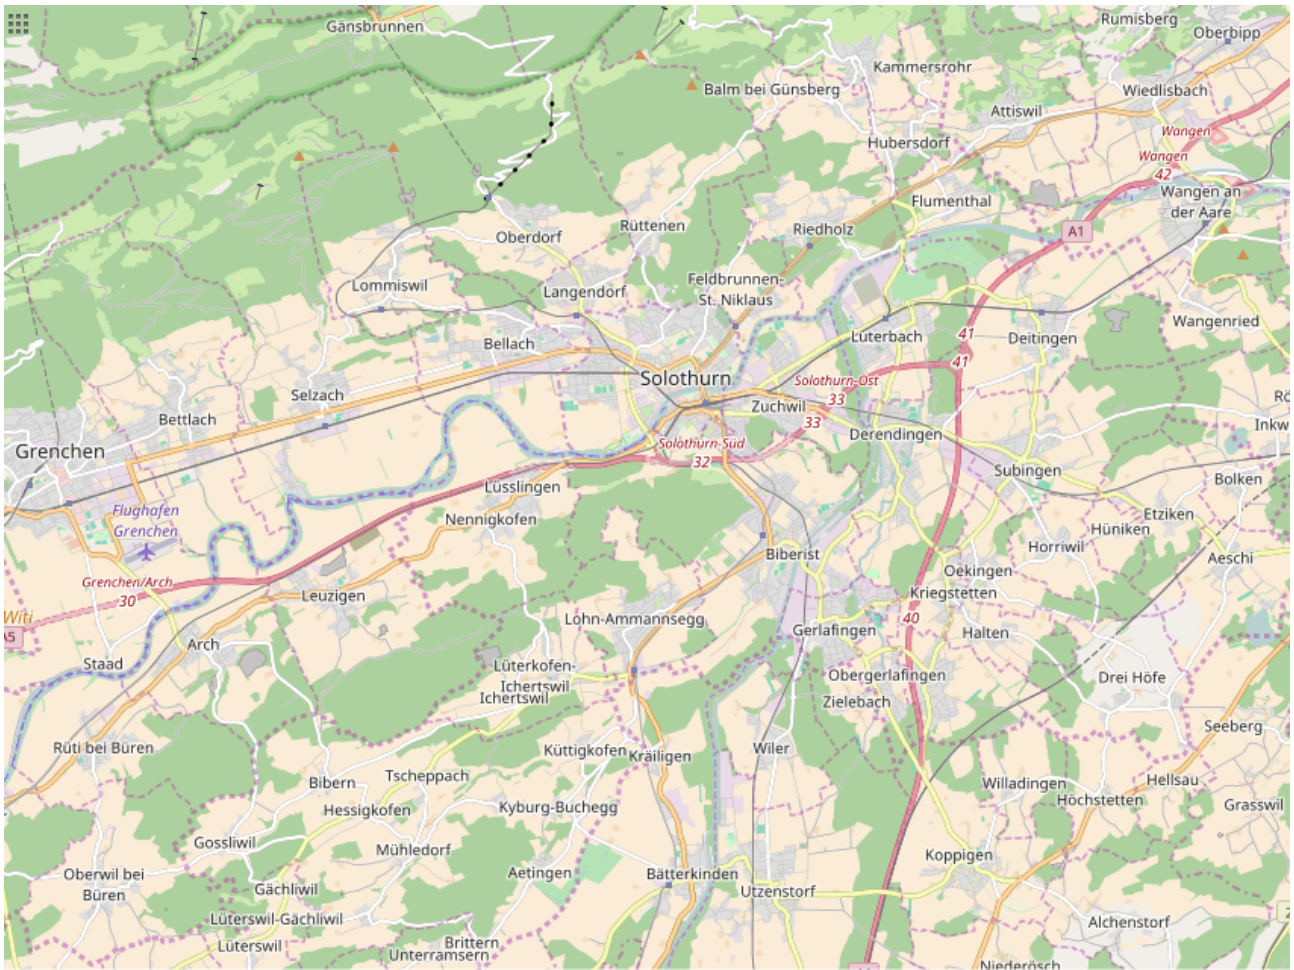 Gänsbrunnen
Rumisberg
Oberbipp
Kammersrohr
Balm bei Günsberg
Wiedlisbach
Attiswil
Wangen
Hubersdorf
Wangen
42
Wangen an
der Aare
Flumenthal
Rüttenen
Riedholz
A1
Oberdorf
Feldbrunnen-
St. Niklaus
Lommiswil
Langendorf
Wangenried
Luterbach
41
Deitingen
Bellach
41
Solothurn
Solothurn-Ost
33
Selzach
Zuchwil
Bettlach
33
Derendingen
Inkw
Grenchen
Solothurn-Süd
32
Subingen
Bolken
Lüsslingen
Flughafen
Grenchen
Nennigkofen
Etziken
Hüniken
Horriwil
Biberist
Aeschi
Oekingen
Grenchen/Arch
30
Kriegstetten
Leuzigen
Witi
Lohn-Ammannsegg
40
Gerlafingen
Halten
A5
Arch
Staad
Lüterkofen-
Ichertswil
Ichertswil
Obergerlafingen
Drei Höfe
Zielebach
Seeberg
Rüti bei Büren
Küttigkofen
Kräiligen
Wiler
Tscheppach
Bibern
Willadingen
Hellsau
Höchstetten
Grasswil
Hessigkofen
Kyburg-Buchegg
Gossliwil
Mühledorf
Koppigen
Oberwil bei
Büren
Aetingen
Bätterkinden
Gächliwil
Utzenstorf
Lüterswil-Gächliwil
Alchenstorf
Lüterswil
Brittern
Unterramsern
Niederösch